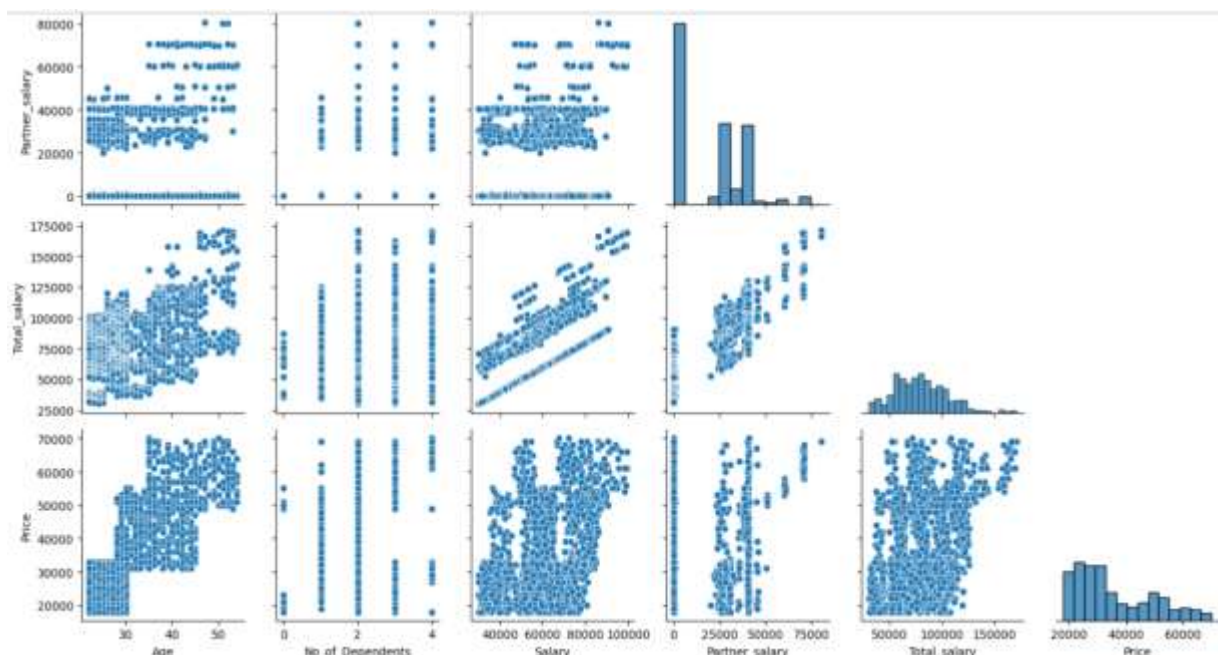 80000
60000
40000
20000
0
Partner_salary
175000
150000
125000
100000
75000
50000
25000
Total_salary
70000
60000
50000
40000
30000
20000
Price
30 40 50
0 2 4
40000 60000 80000 100000
0 25000 50000 75000
50000 100000 150000
20000 40000 60000
Age No_of_Dependents Salary Partner_salary Total_salary Price